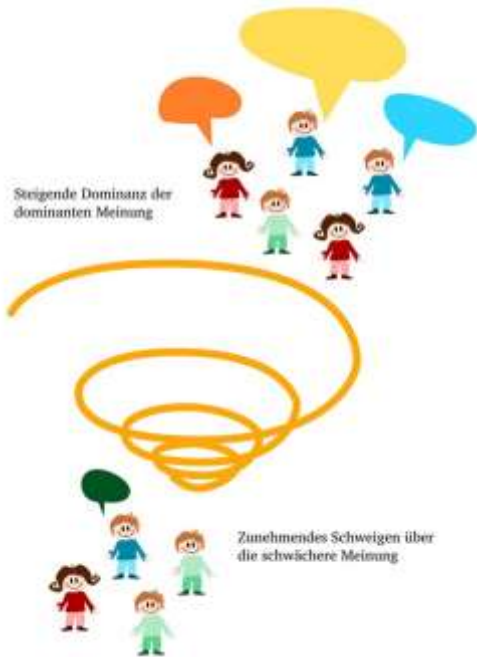 Steigende Dominanz der
dominanten Meinung
Zunehmendes Schweigen über
die schwächere Meinung